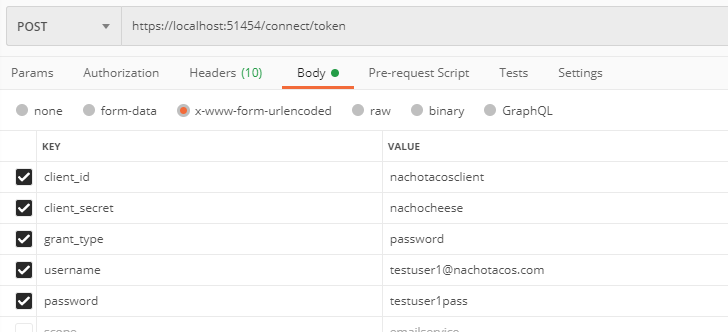 POST https://localhost:51454/connect/token
Params Authorization Headers (10) Body Pre-request Script Tests Settings
none form-data x-www-form-urlencoded raw binary GraphQL
KEY VALUE
client_id nachotacosclient
client_secret nachocheese
grant_type password
username testuser1@nachotacos.com
password testuser1pass
scope emailservice